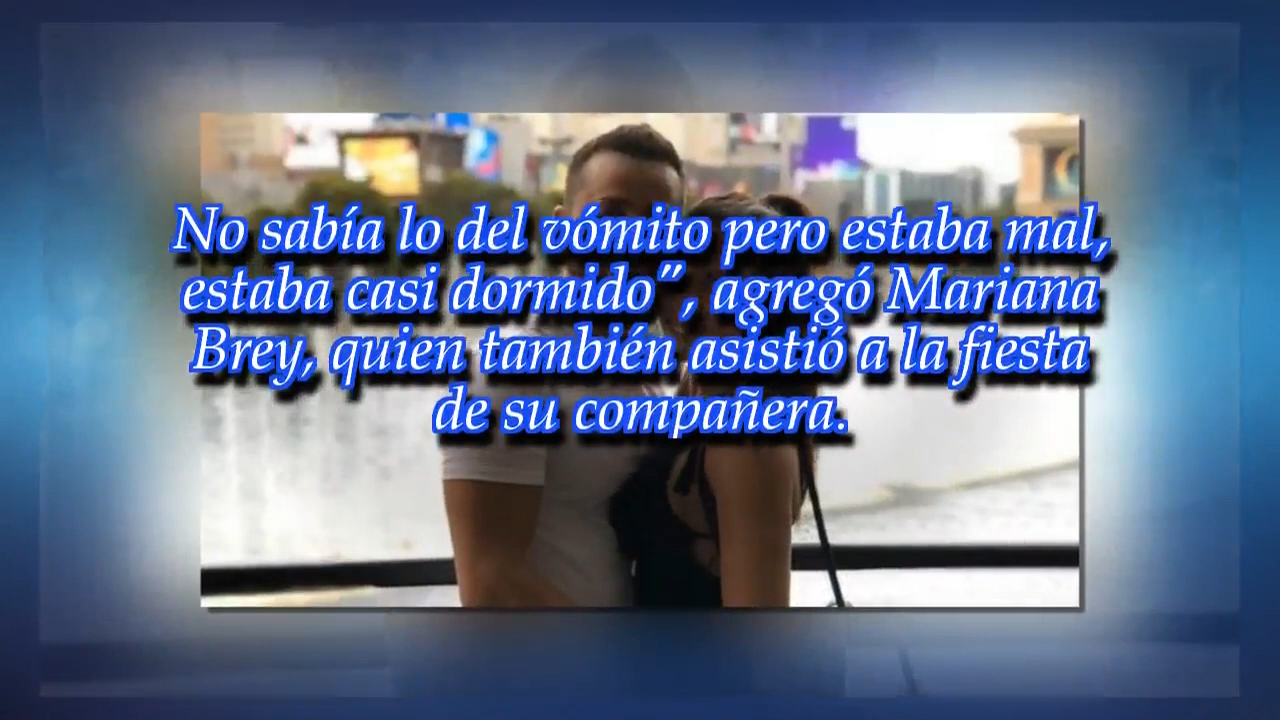 No sabía lo del vómito pero estaba mal,
estaba casi dormido”, agregó Mariana
Brey, quien también asistió a la fiesta
de su compañera.